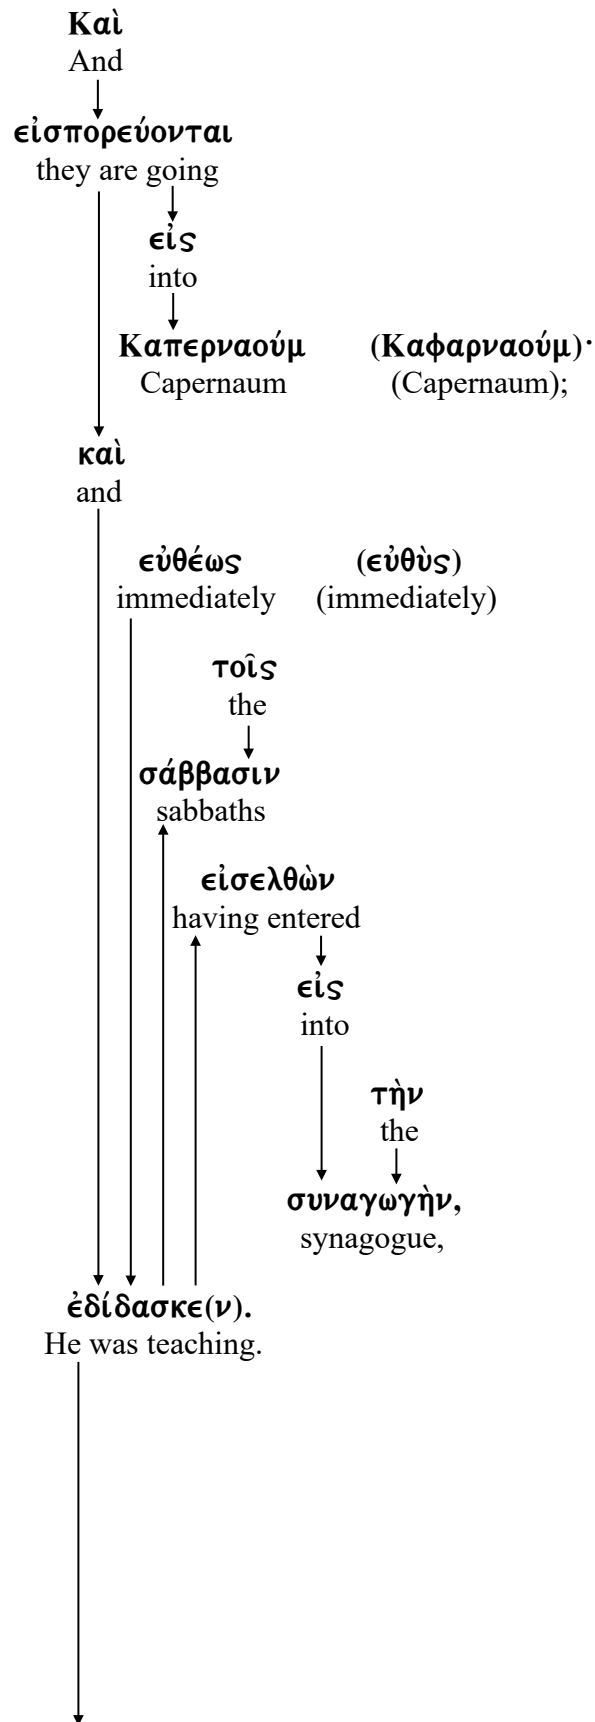 Καὶ
And
εἰσπορεύονται
they are going
εἰς
into
Καπερναούμ (Καφαρναούμ)·
Capernaum (Capernaum);
καὶ
and
εὐθέως (εὐθὺς)
immediately (immediately)
τοῖς
the
σάββασιν
sabbaths
εἰσελθὼν
having entered
εἰς
into
τὴν
the
συναγωγὴν,
synagogue,
ἐδίδασκε(ν).
He was teaching.